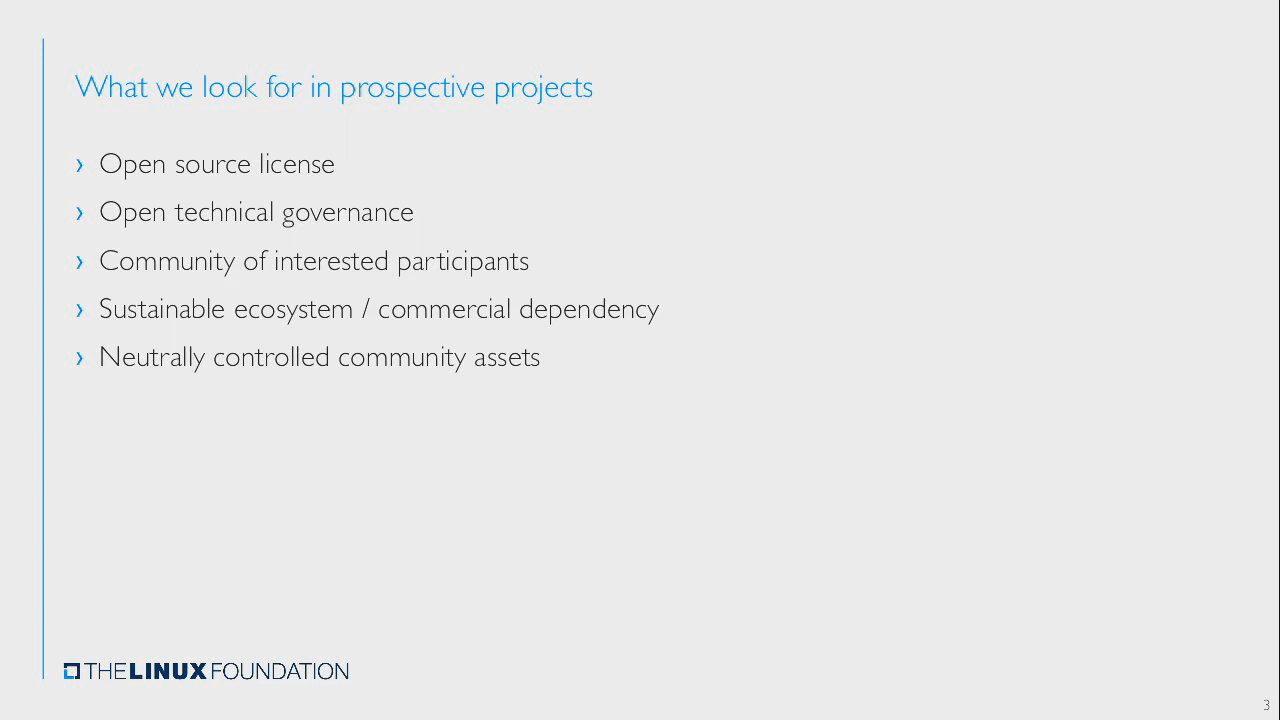 What we look for in prospective projects
› Open source license
› Open technical governance
› Community of interested participants
› Sustainable ecosystem / commercial dependency
› Neutrally controlled community assets
THE LINUX FOUNDATION
3